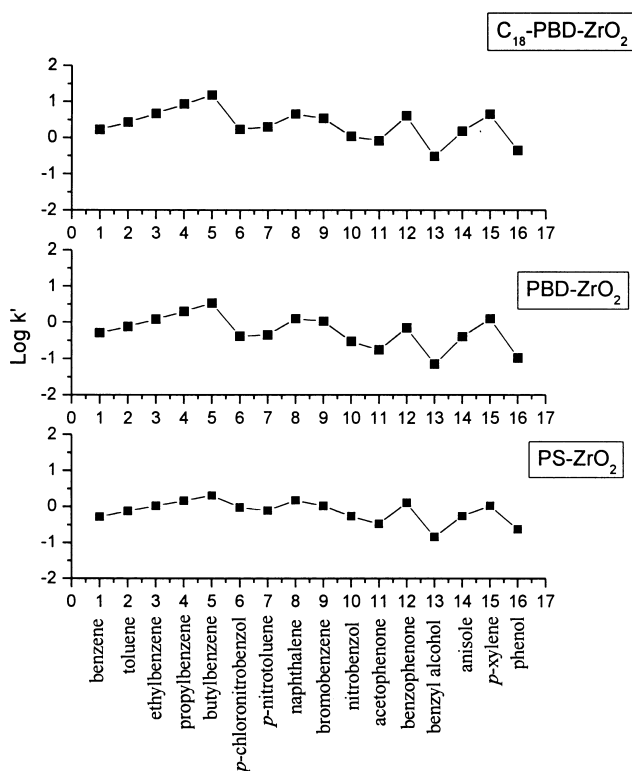 C18-PBD-ZrO2
2
1
0
-1
-2
0 1 2 3 4 5 6 7 8 9 10 11 12 13 14 15 16 17
PBD-ZrO2
2
1
0
-1
-2
0 1 2 3 4 5 6 7 8 9 10 11 12 13 14 15 16 17
Log k'
PS-ZrO2
2
1
0
-1
-2
0 1 2 3 4 5 6 7 8 9 10 11 12 13 14 15 16 17
benzene
toluene
ethylbenzene
propylbenzene
butylbenzene
p-chloronitrobenzol
p-nitrotoluene
naphthalene
bromobenzene
nitrobenzol
acetophenone
benzophenone
benzyl alcohol
anisole
p-xylene
phenol